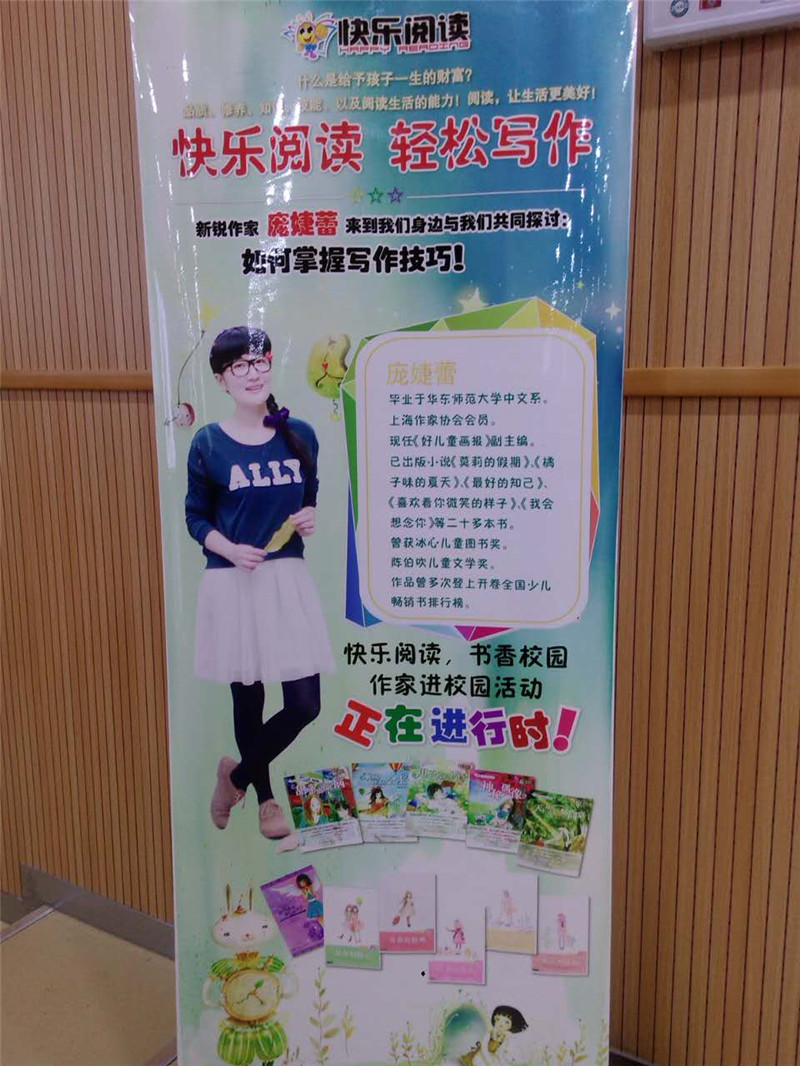 快乐阅读
HAPPY READING
什么是给予孩子一生的财富?
以及阅读生活的能力！阅读，让生活更美好！
快乐阅读 轻松写作
新锐作家 庞婕蕾 来到我们身边与我们共同探讨：
如何掌握写作技巧！
ALLY
庞婕蕾
毕业于华东师范大学中文系。
上海作家协会会员。
现任《好儿童画报》副主编。
已出版小说《莫莉的假期》、《橘
子味的夏天》、《最好的知己》、
《喜欢看你微笑的样子》、《我会
想念你》等二十多本书。
曾获冰心儿童图书奖。
陈伯吹儿童文学奖。
作品曾多次登上开卷全国少儿
畅销书排行榜。
快乐阅读，书香校园
作家进校园活动
正在进行时！